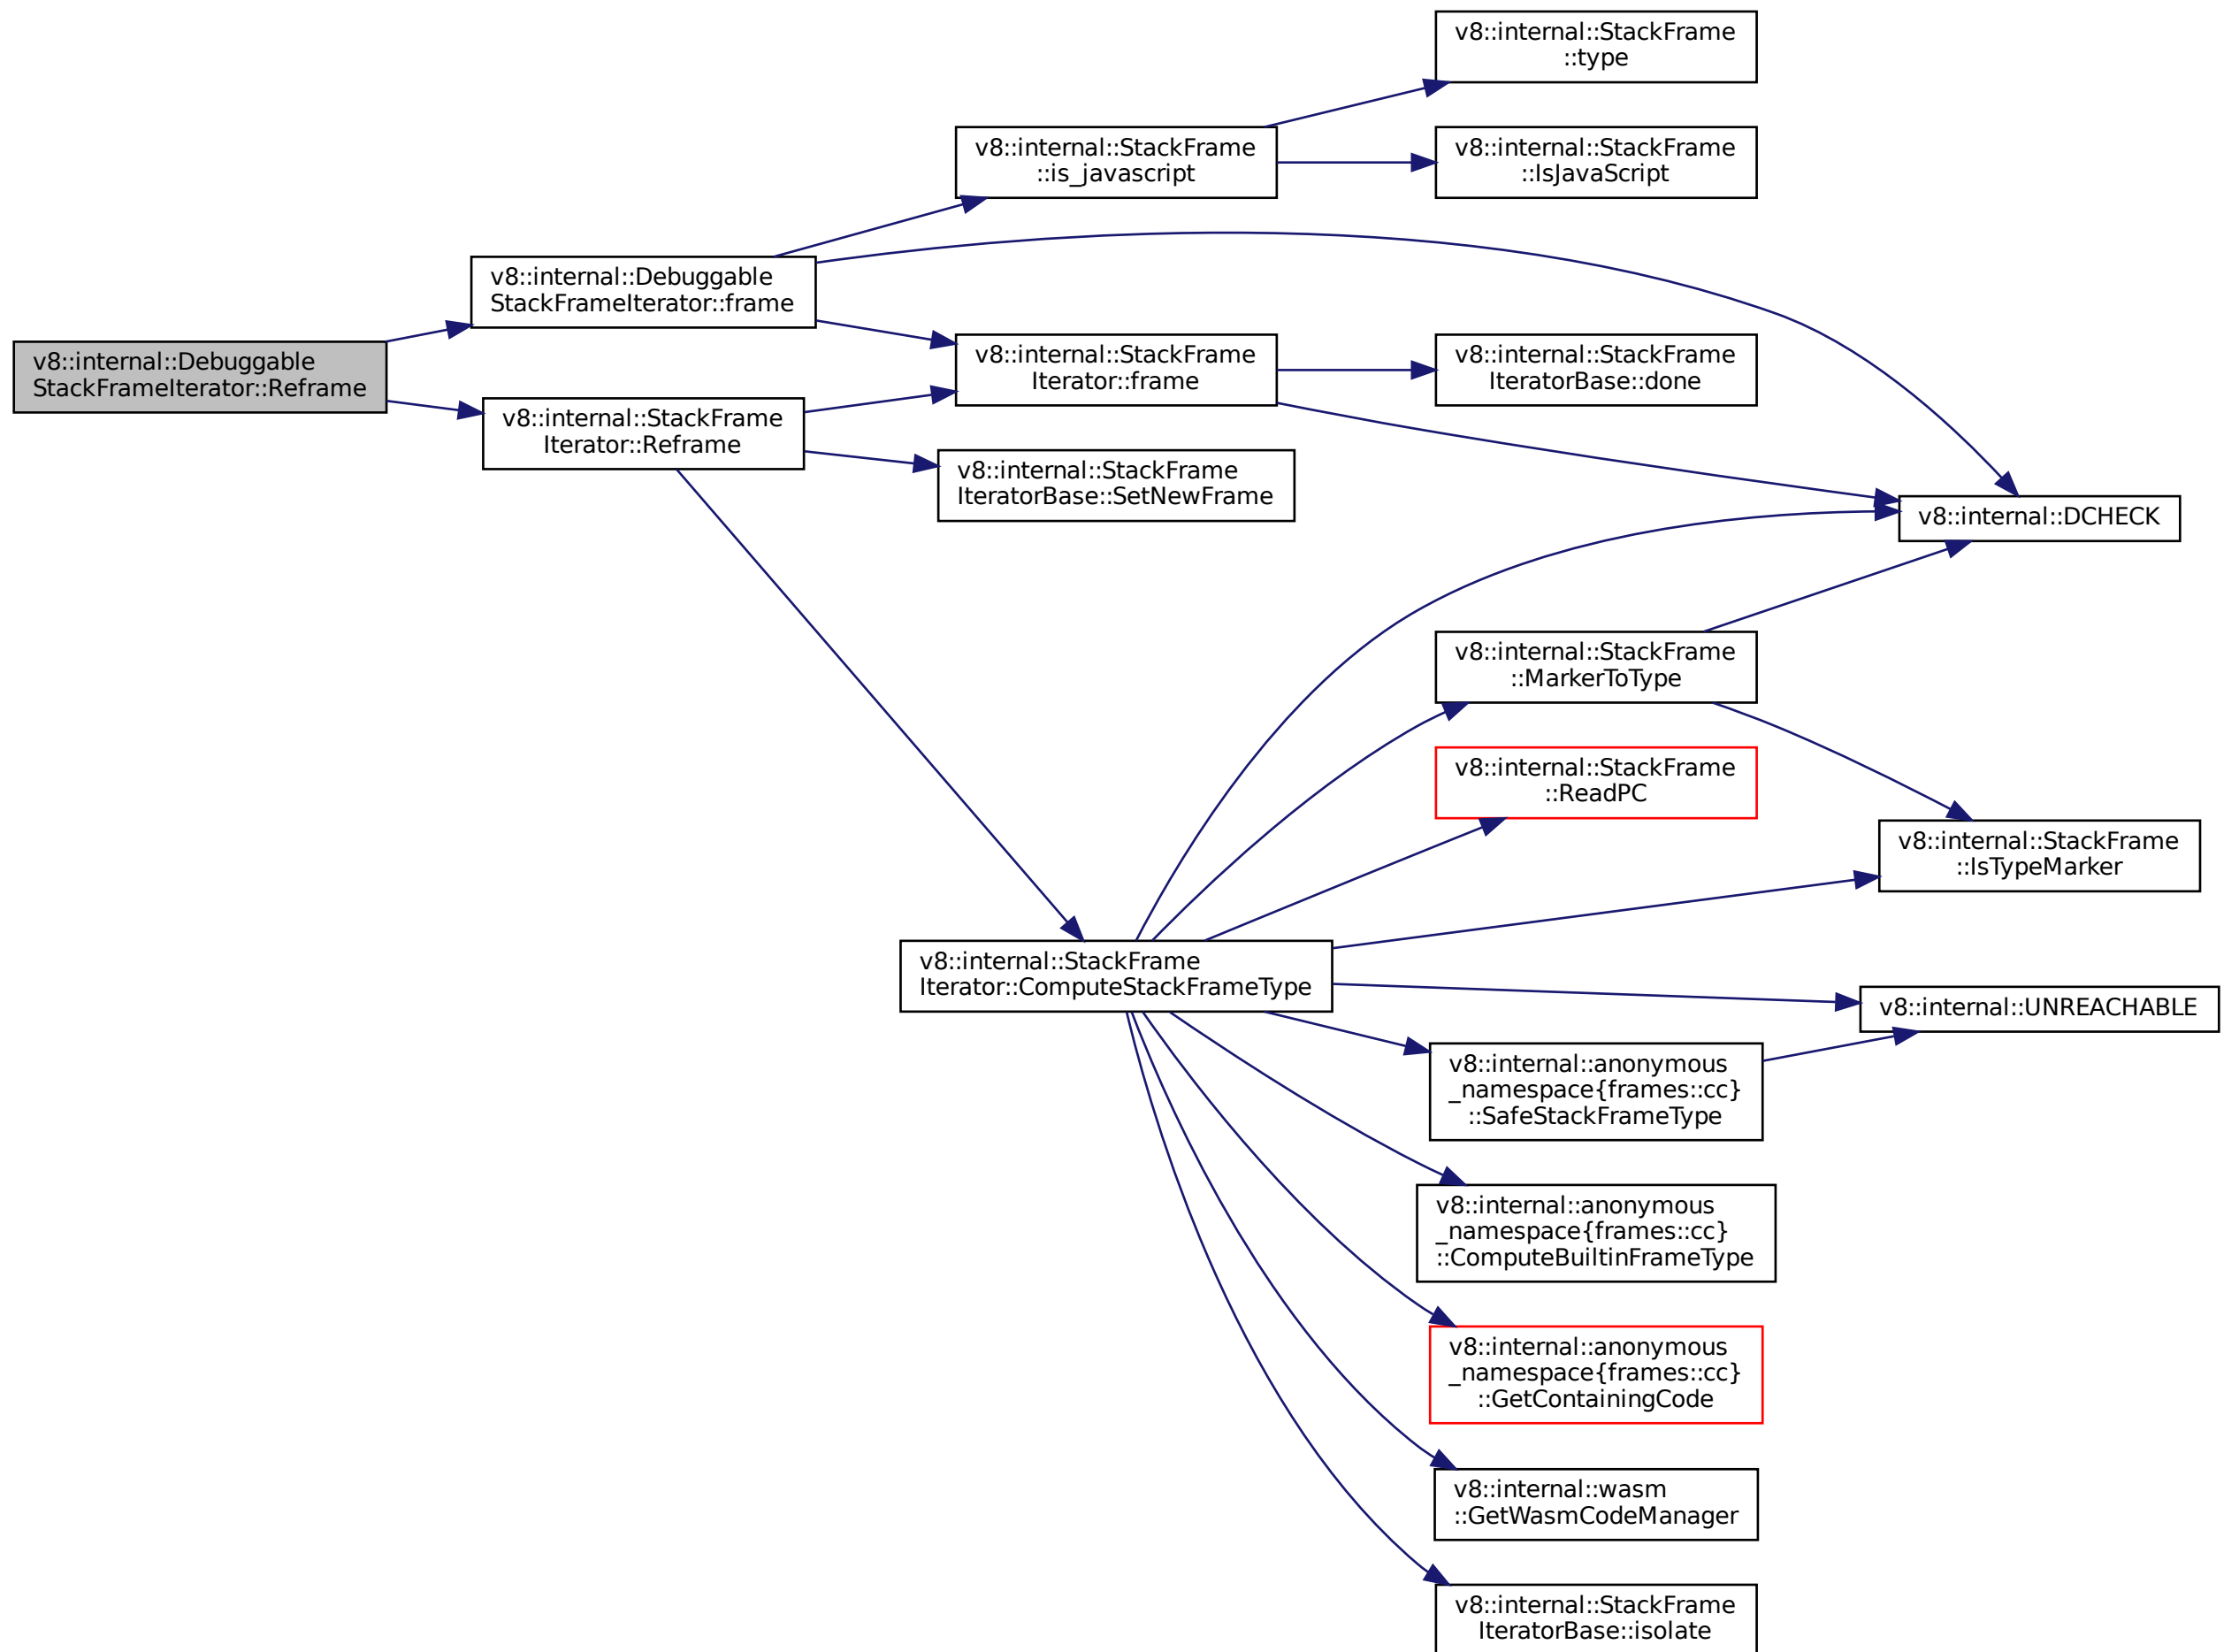 v8::internal::StackFrame
::type
v8::internal::StackFrame
::is_javascript
v8::internal::StackFrame
::IsJavaScript
v8::internal::Debuggable
StackFrameIterator::frame
v8::internal::Debuggable
StackFrameIterator::Reframe
v8::internal::StackFrame
Iterator::frame
v8::internal::StackFrame
IteratorBase::done
v8::internal::StackFrame
Iterator::Reframe
v8::internal::StackFrame
IteratorBase::SetNewFrame
v8::internal::DCHECK
v8::internal::StackFrame
::MarkerToType
v8::internal::StackFrame
::ReadPC
v8::internal::StackFrame
::IsTypeMarker
v8::internal::StackFrame
Iterator::ComputeStackFrameType
v8::internal::UNREACHABLE
v8::internal::anonymous
_namespace{frames::cc}
::SafeStackFrameType
v8::internal::anonymous
_namespace{frames::cc}
::ComputeBuiltinFrameType
v8::internal::anonymous
_namespace{frames::cc}
::GetContainingCode
v8::internal::wasm
::GetWasmCodeManager
v8::internal::StackFrame
IteratorBase::isolate